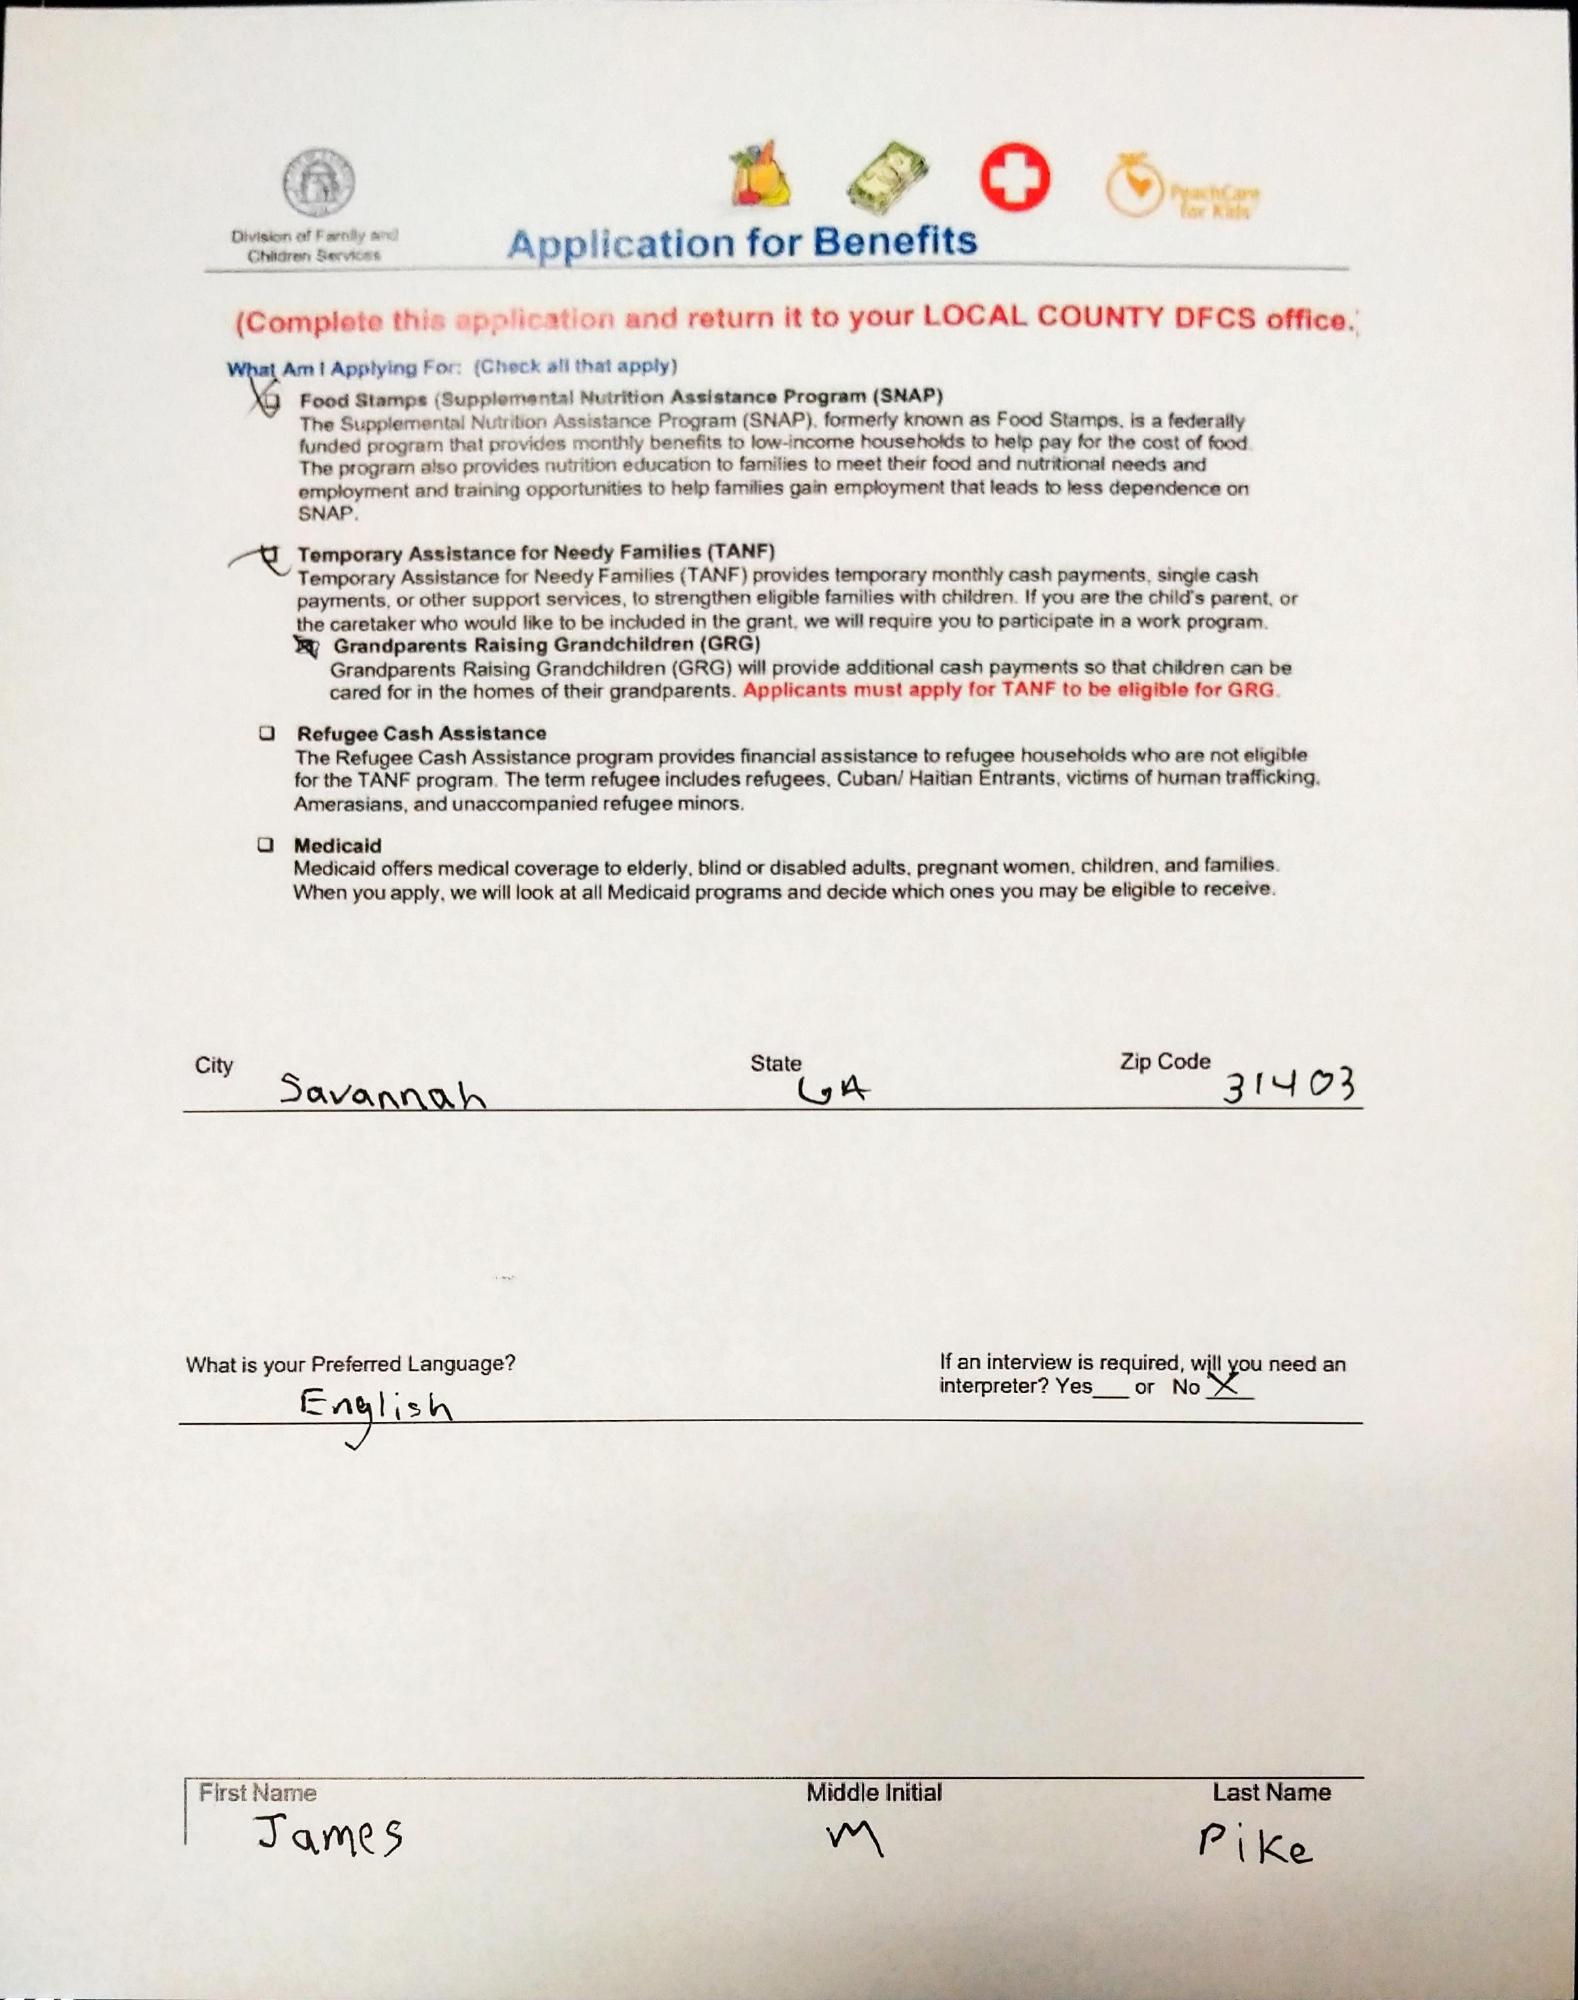 PeachCare
for Kids
Division of Family and
Children Services
Application for Benefits
(Complete this application and return it to your LOCAL COUNTY DFCS office.)
What Am I Applying For: (Check all that apply)
Food Stamps (Supplemental Nutrition Assistance Program (SNAP)
The Supplemental Nutrition Assistance Program (SNAP), formerly known as Food Stamps, is a federally
funded program that provides monthly benefits to low-income households to help pay for the cost of food.
The program also provides nutrition education to families to meet their food and nutritional needs and
employment and training opportunities to help families gain employment that leads to less dependence on
SNAP.
Temporary Assistance for Needy Families (TANF)
Temporary Assistance for Needy Families (TANF) provides temporary monthly cash payments, single cash
payments, or other support services, to strengthen eligible families with children. If you are the child's parent, or
the caretaker who would like to be included in the grant, we will require you to participate in a work program.
Grandparents Raising Grandchildren (GRG)
Grandparents Raising Grandchildren (GRG) will provide additional cash payments so that children can be
cared for in the homes of their grandparents. Applicants must apply for TANF to be eligible for GRG.
❑ Refugee Cash Assistance
The Refugee Cash Assistance program provides financial assistance to refugee households who are not eligible
for the TANF program. The term refugee includes refugees, Cuban/ Haitian Entrants, victims of human trafficking,
Amerasians, and unaccompanied refugee minors.
❑ Medicaid
Medicaid offers medical coverage to elderly, blind or disabled adults, pregnant women, children, and families.
When you apply, we will look at all Medicaid programs and decide which ones you may be eligible to receive.
City State Zip Code
Savannah GA 31403
What is your Preferred Language? If an interview is required, will you need an
interpreter? Yes___ or No X
English
First Name Middle Initial Last Name
James M Pike